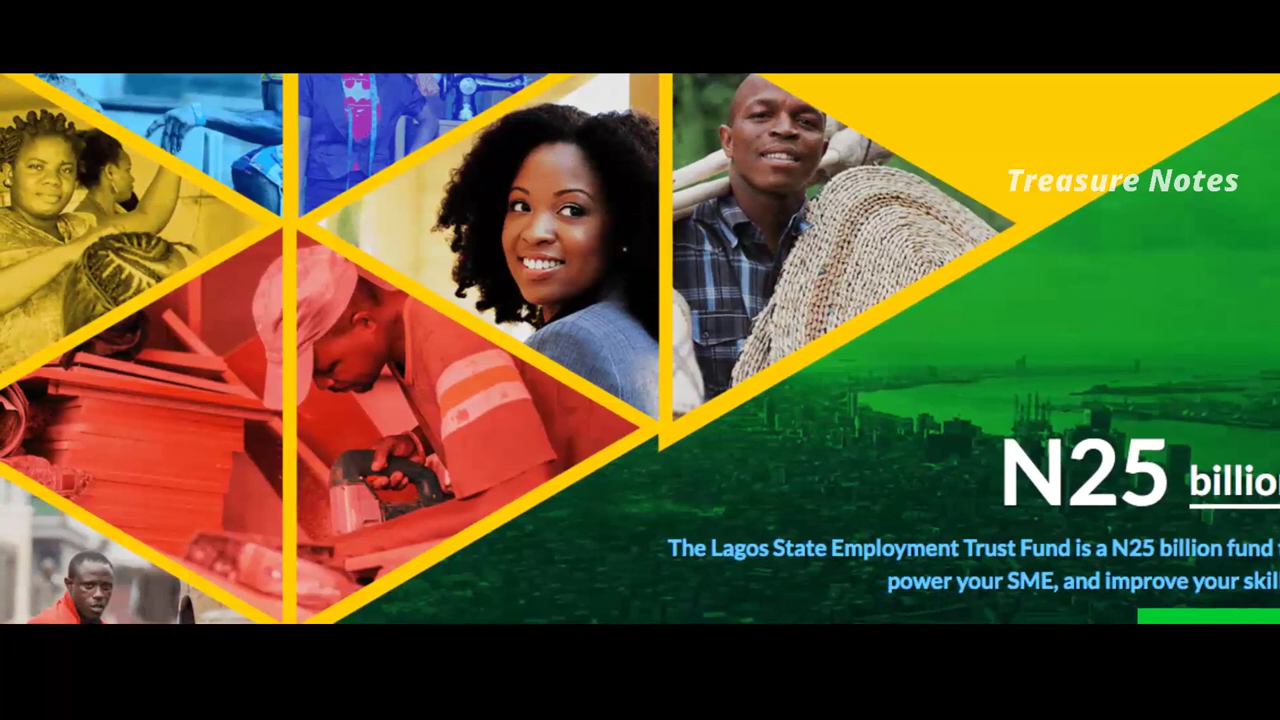 Treasure Notes
N25 billion
The Lagos State Employment Trust Fund is a N25 billion fund
power your SME, and improve your skil